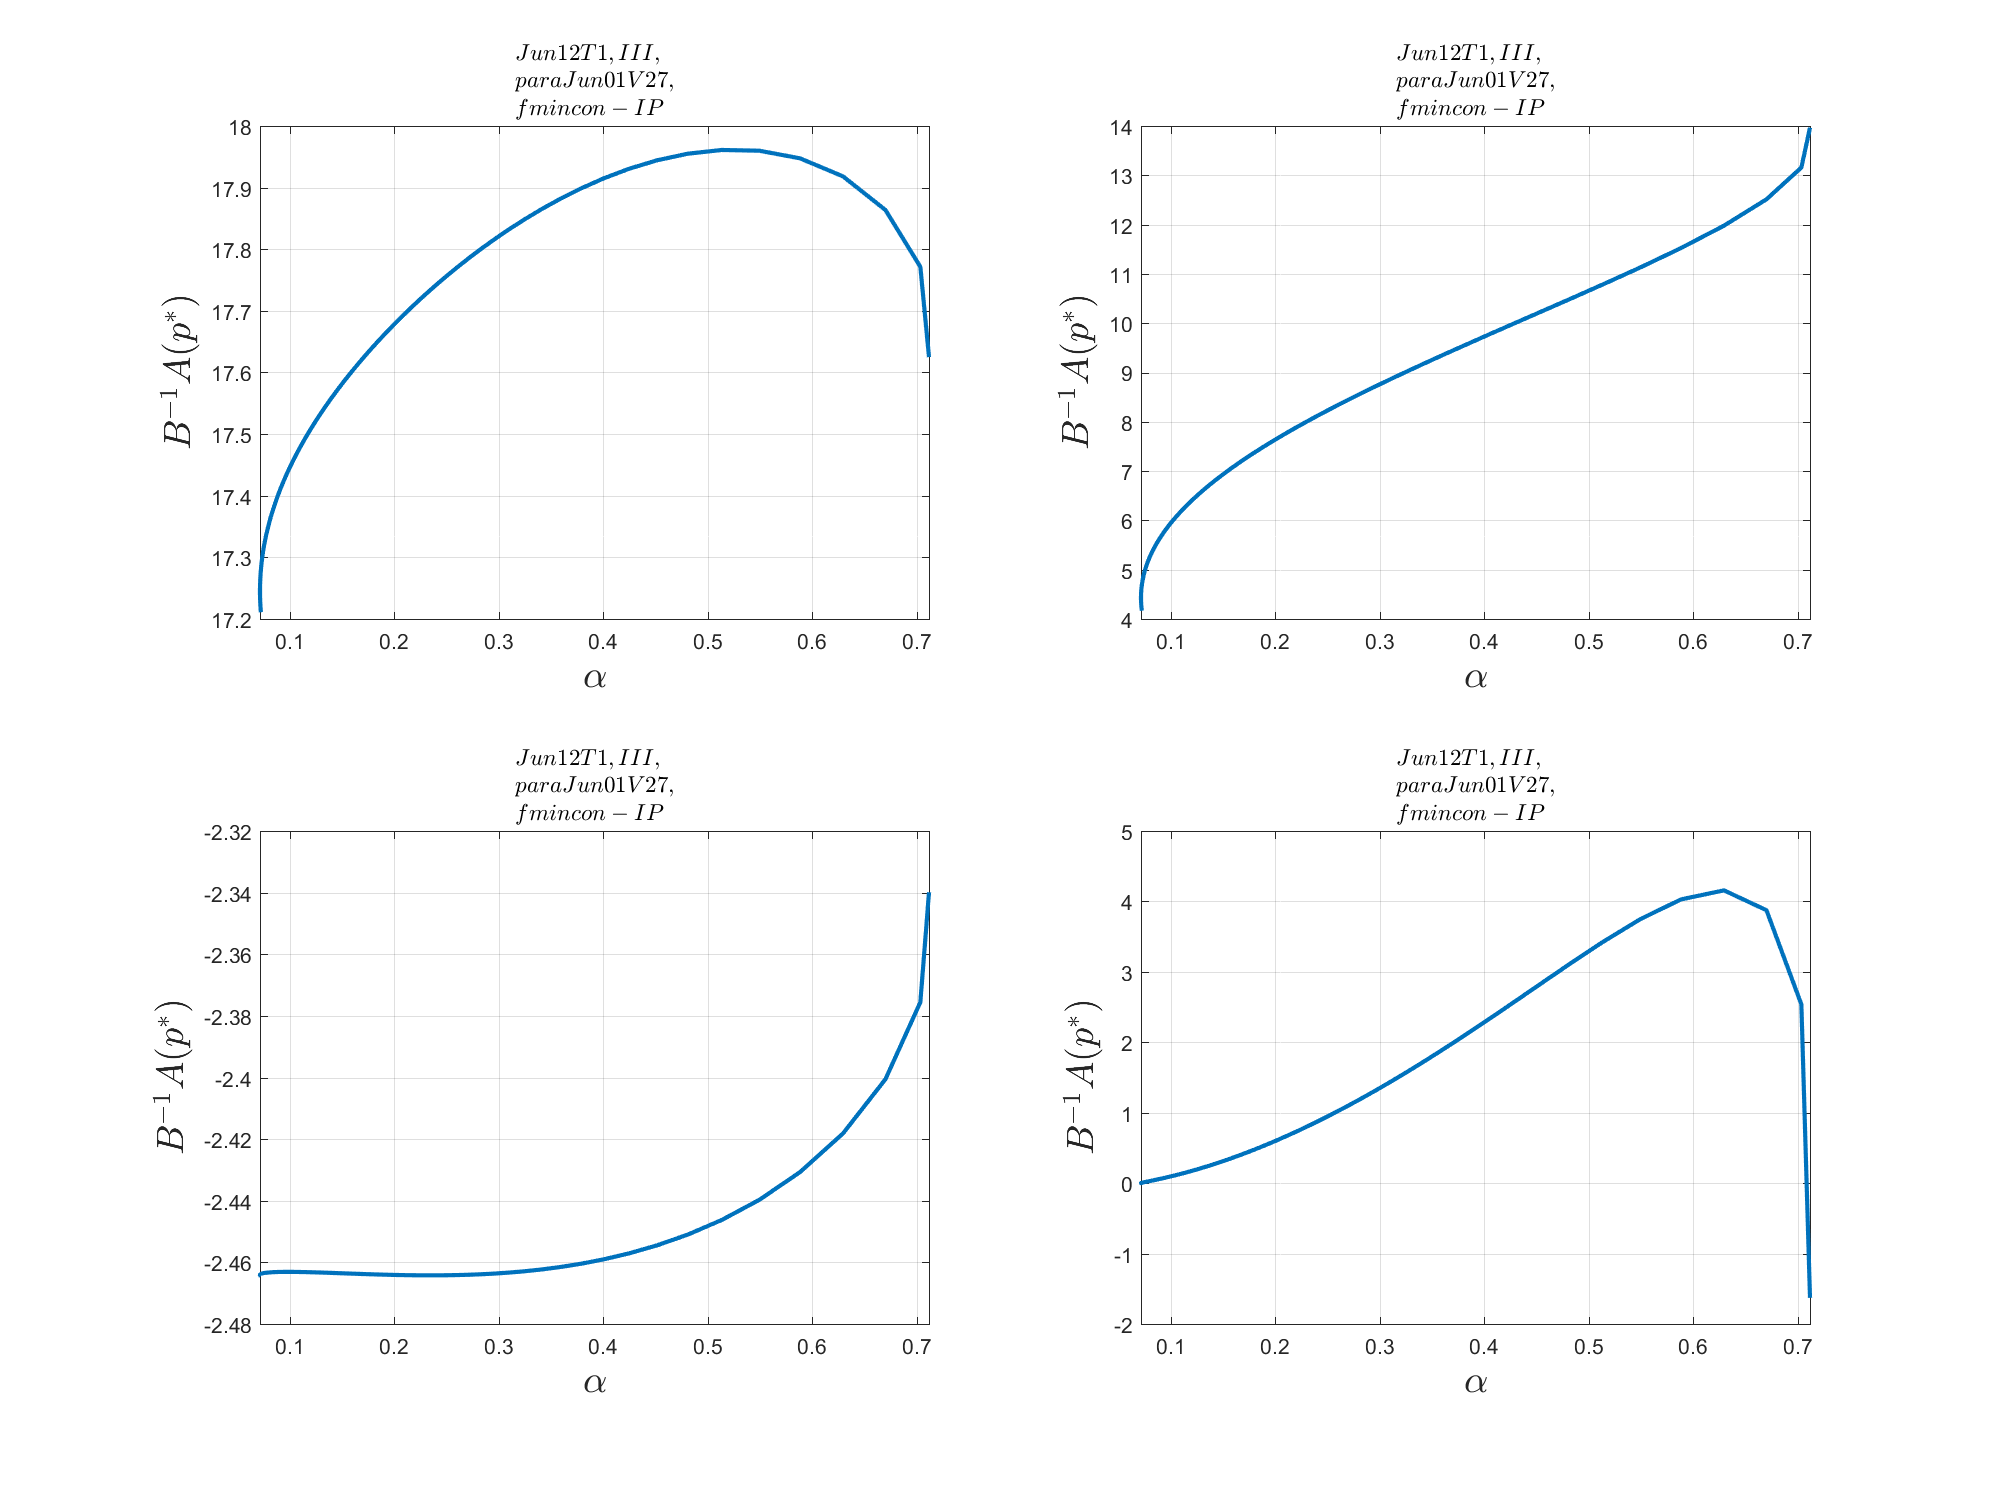 Jun12T1, III,
paraJun01V27,
fmincon − IP
18
17.9
17.8
17.7
17.6
17.5
17.4
17.3
17.2
B⁻¹A(p*)
0.1 0.2 0.3 0.4 0.5 0.6 0.7
α
Jun12T1, III,
paraJun01V27,
fmincon − IP
14
13
12
11
10
9
8
7
6
5
4
B⁻¹A(p*)
0.1 0.2 0.3 0.4 0.5 0.6 0.7
α
Jun12T1, III,
paraJun01V27,
fmincon − IP
-2.32
-2.34
-2.36
-2.38
-2.4
-2.42
-2.44
-2.46
-2.48
B⁻¹A(p*)
0.1 0.2 0.3 0.4 0.5 0.6 0.7
α
Jun12T1, III,
paraJun01V27,
fmincon − IP
5
4
3
2
1
0
-1
-2
B⁻¹A(p*)
0.1 0.2 0.3 0.4 0.5 0.6 0.7
α